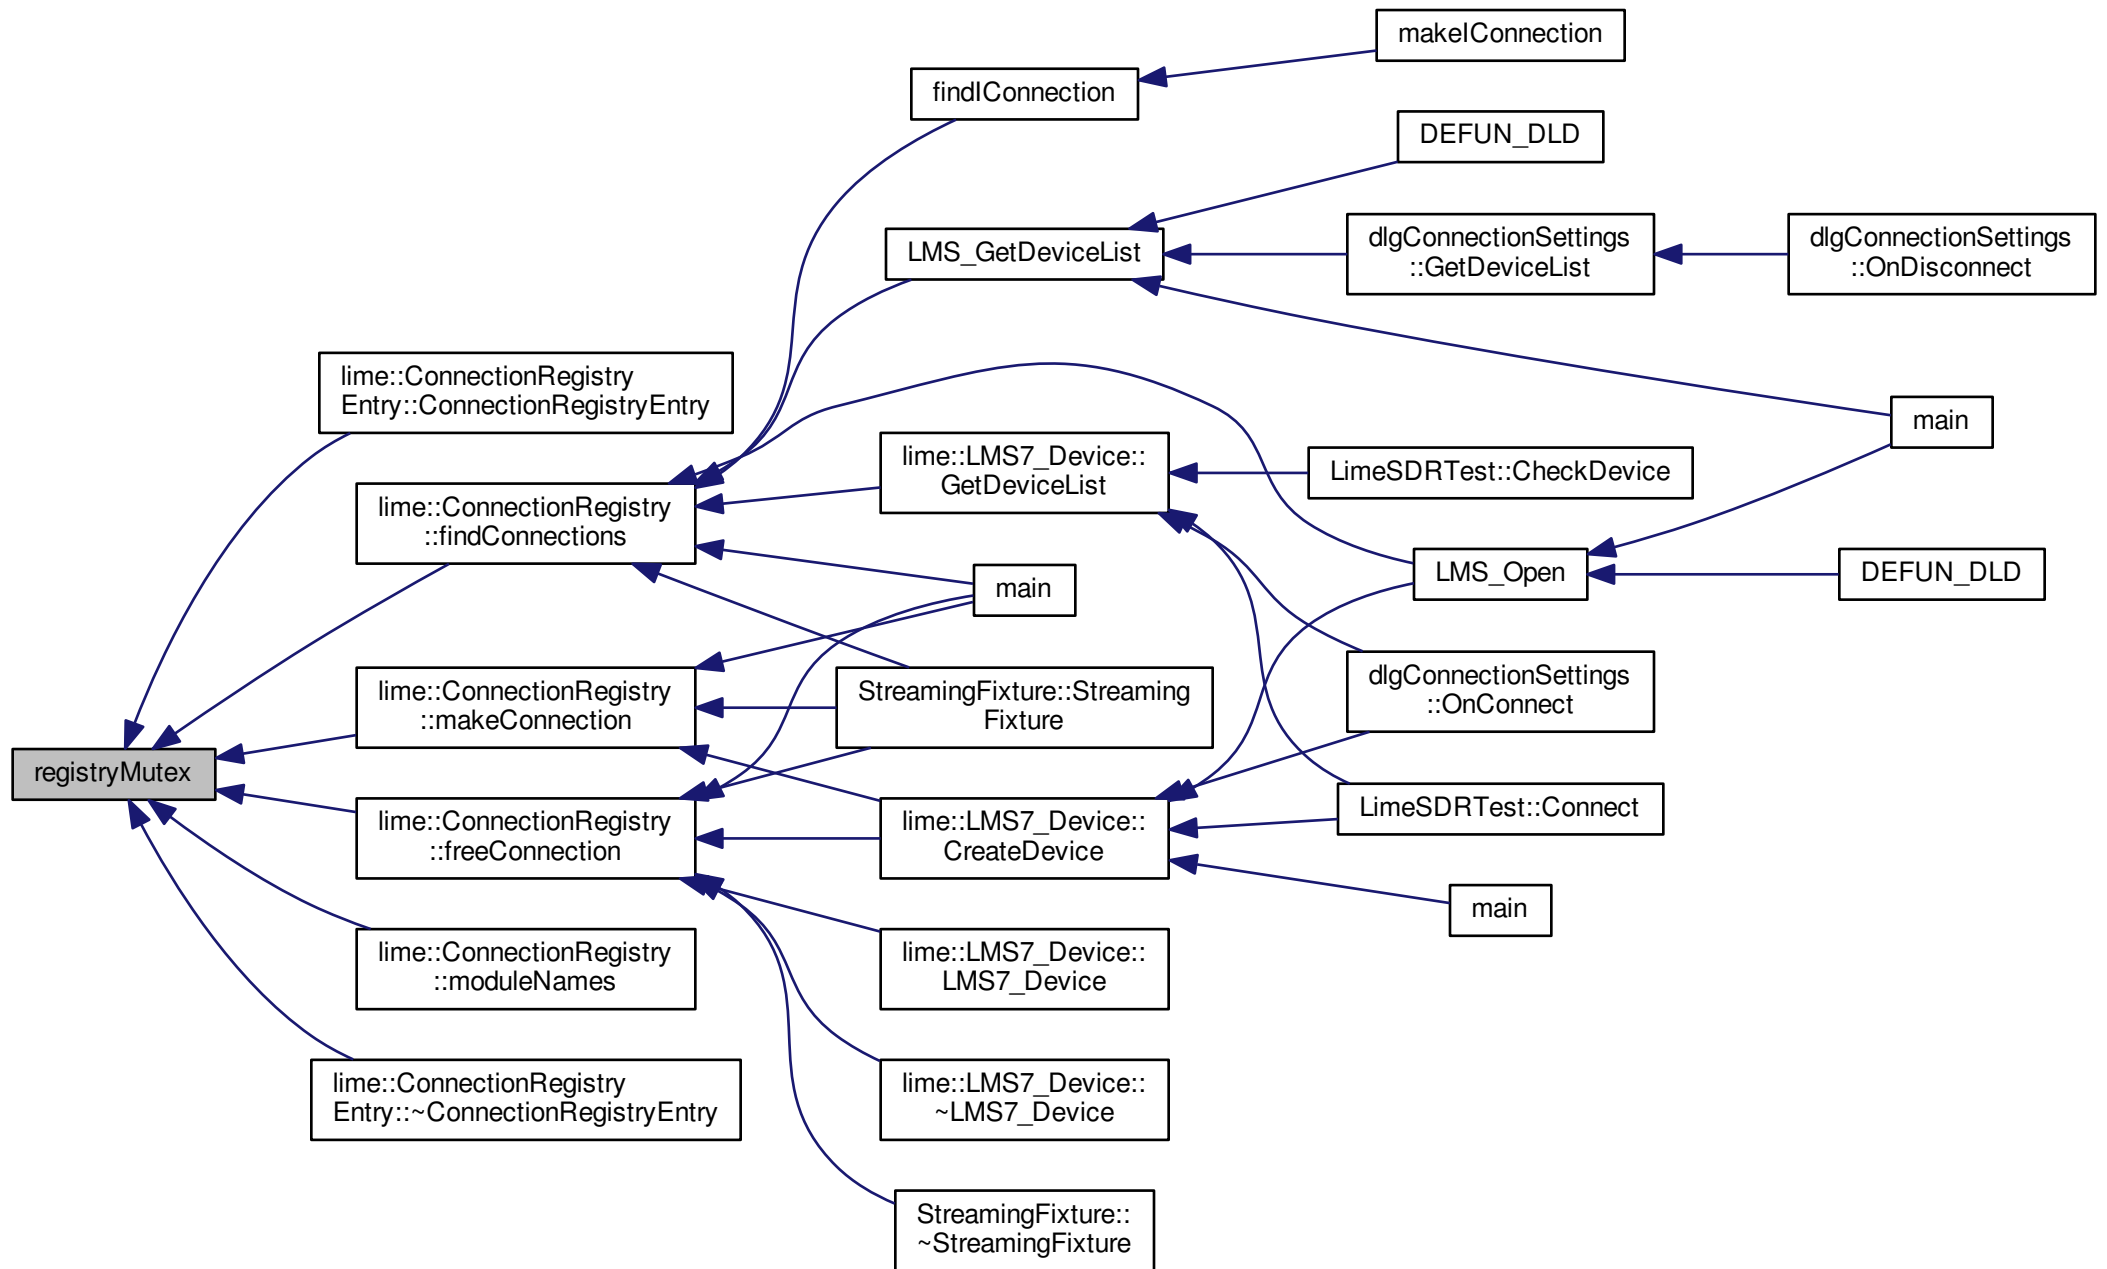 makeIConnection
findIConnection
DEFUN_DLD
LMS_GetDeviceList
dlgConnectionSettings
::GetDeviceList
dlgConnectionSettings
::OnDisconnect
lime::ConnectionRegistry
Entry::ConnectionRegistryEntry
main
lime::LMS7_Device::
GetDeviceList
LimeSDRTest::CheckDevice
lime::ConnectionRegistry
::findConnections
LMS_Open
DEFUN_DLD
main
lime::ConnectionRegistry
::makeConnection
StreamingFixture::Streaming
Fixture
dlgConnectionSettings
::OnConnect
registryMutex
LimeSDRTest::Connect
lime::ConnectionRegistry
::freeConnection
lime::LMS7_Device::
CreateDevice
main
lime::ConnectionRegistry
::moduleNames
lime::LMS7_Device::
LMS7_Device
lime::ConnectionRegistry
Entry::~ConnectionRegistryEntry
lime::LMS7_Device::
~LMS7_Device
StreamingFixture::
~StreamingFixture